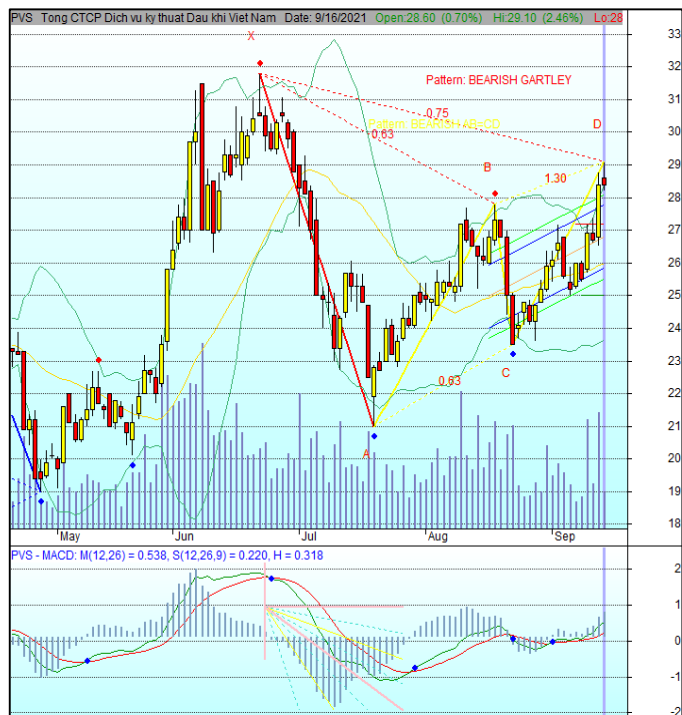 PVS Tong CTCP Dich vu ky thuat Dau khi Viet Nam Date: 9/16/2021 Open:28.60 (0.70%) Hi:29.10 (2.46%) Lo:28
X
Pattern: BEARISH GARTLEY
0.75
Pattern: BEARISH AB=CD
0.63
D
B
1.30
C
0.63
A
33
32
31
30
29
28
27
26
25
24
23
22
21
20
19
18
May Jun Jul Aug Sep
PVS - MACD: M(12,26) = 0.538, S(12,26,9) = 0.220, H = 0.318
2
1
0
-1
-2